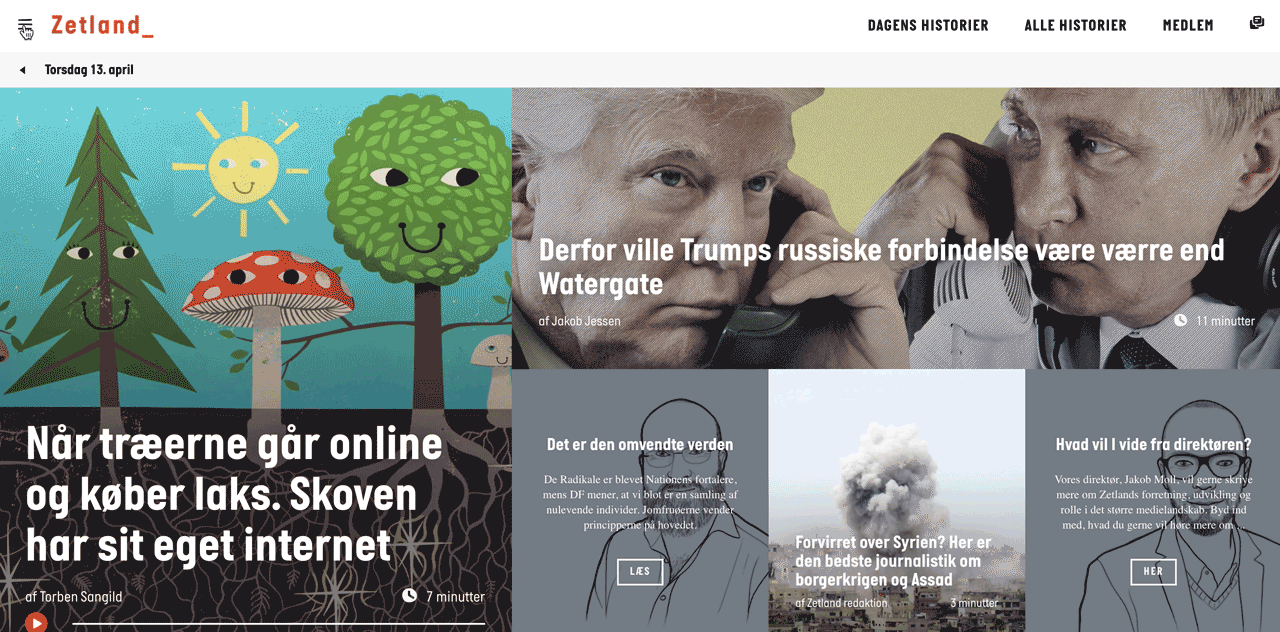 Zetland_
DAGENS HISTORIER
ALLE HISTORIER
MEDLEM
Torsdag 13. april
Når træerne går online
og køber laks. Skoven
har sit eget internet
af Torben Sangild
7 minutter
Derfor ville Trumps russiske forbindelse være værre end
Watergate
af Jakob Jessen
11 minutter
Det er den omvendte verden
De Radikale er blevet Nationens fortalere,
mens DF mener, at vi blot er en samling af
nulevende individer. Jomfruerne vender
principperne på hovedet.
LÆS
Forvirret over Syrien? Her er
den bedste journalistik om
borgerkrigen og Assad
af Zetland redaktion
3 minutter
Hvad vil I vide fra direktøren?
Vores direktør, Jakob Moll, vil gerne skrive
mere om Zetlands forretning, udvikling og
rolle i det større medielandskab. Byd ind
med, hvad du gerne vil høre mere om ...
HER